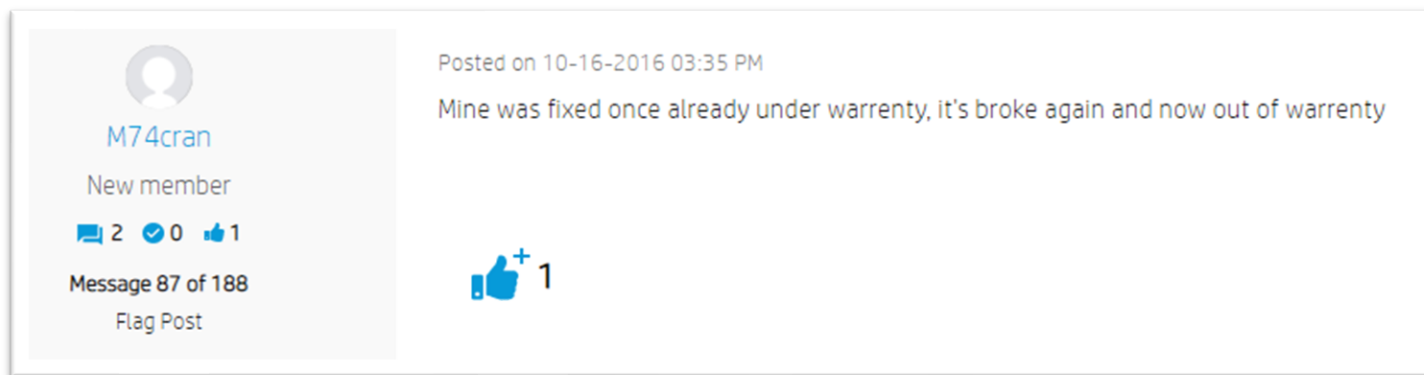 M74cran
New member
2 0 1
Message 87 of 188
Flag Post
Posted on 10-16-2016 03:35 PM
Mine was fixed once already under warrenty, it's broke again and now out of warrenty
1